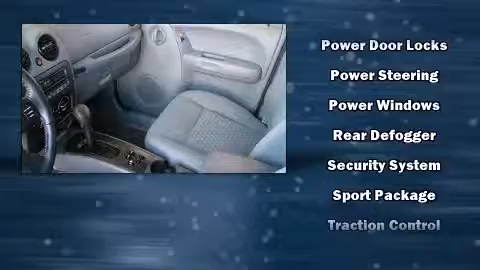 Power Door Locks
Power Steering
Power Windows
Rear Defogger
Security System
Sport Package
Traction Control